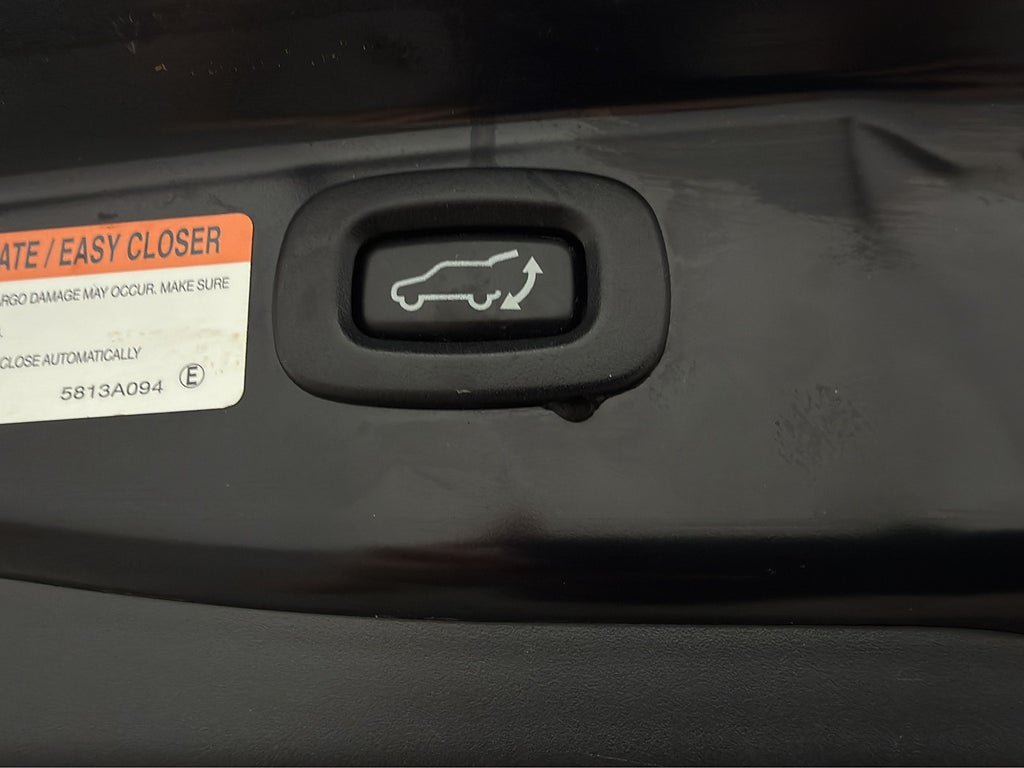 ATE / EASY CLOSER
ARGO DAMAGE MAY OCCUR. MAKE SURE
CLOSE AUTOMATICALLY
5813A094 E